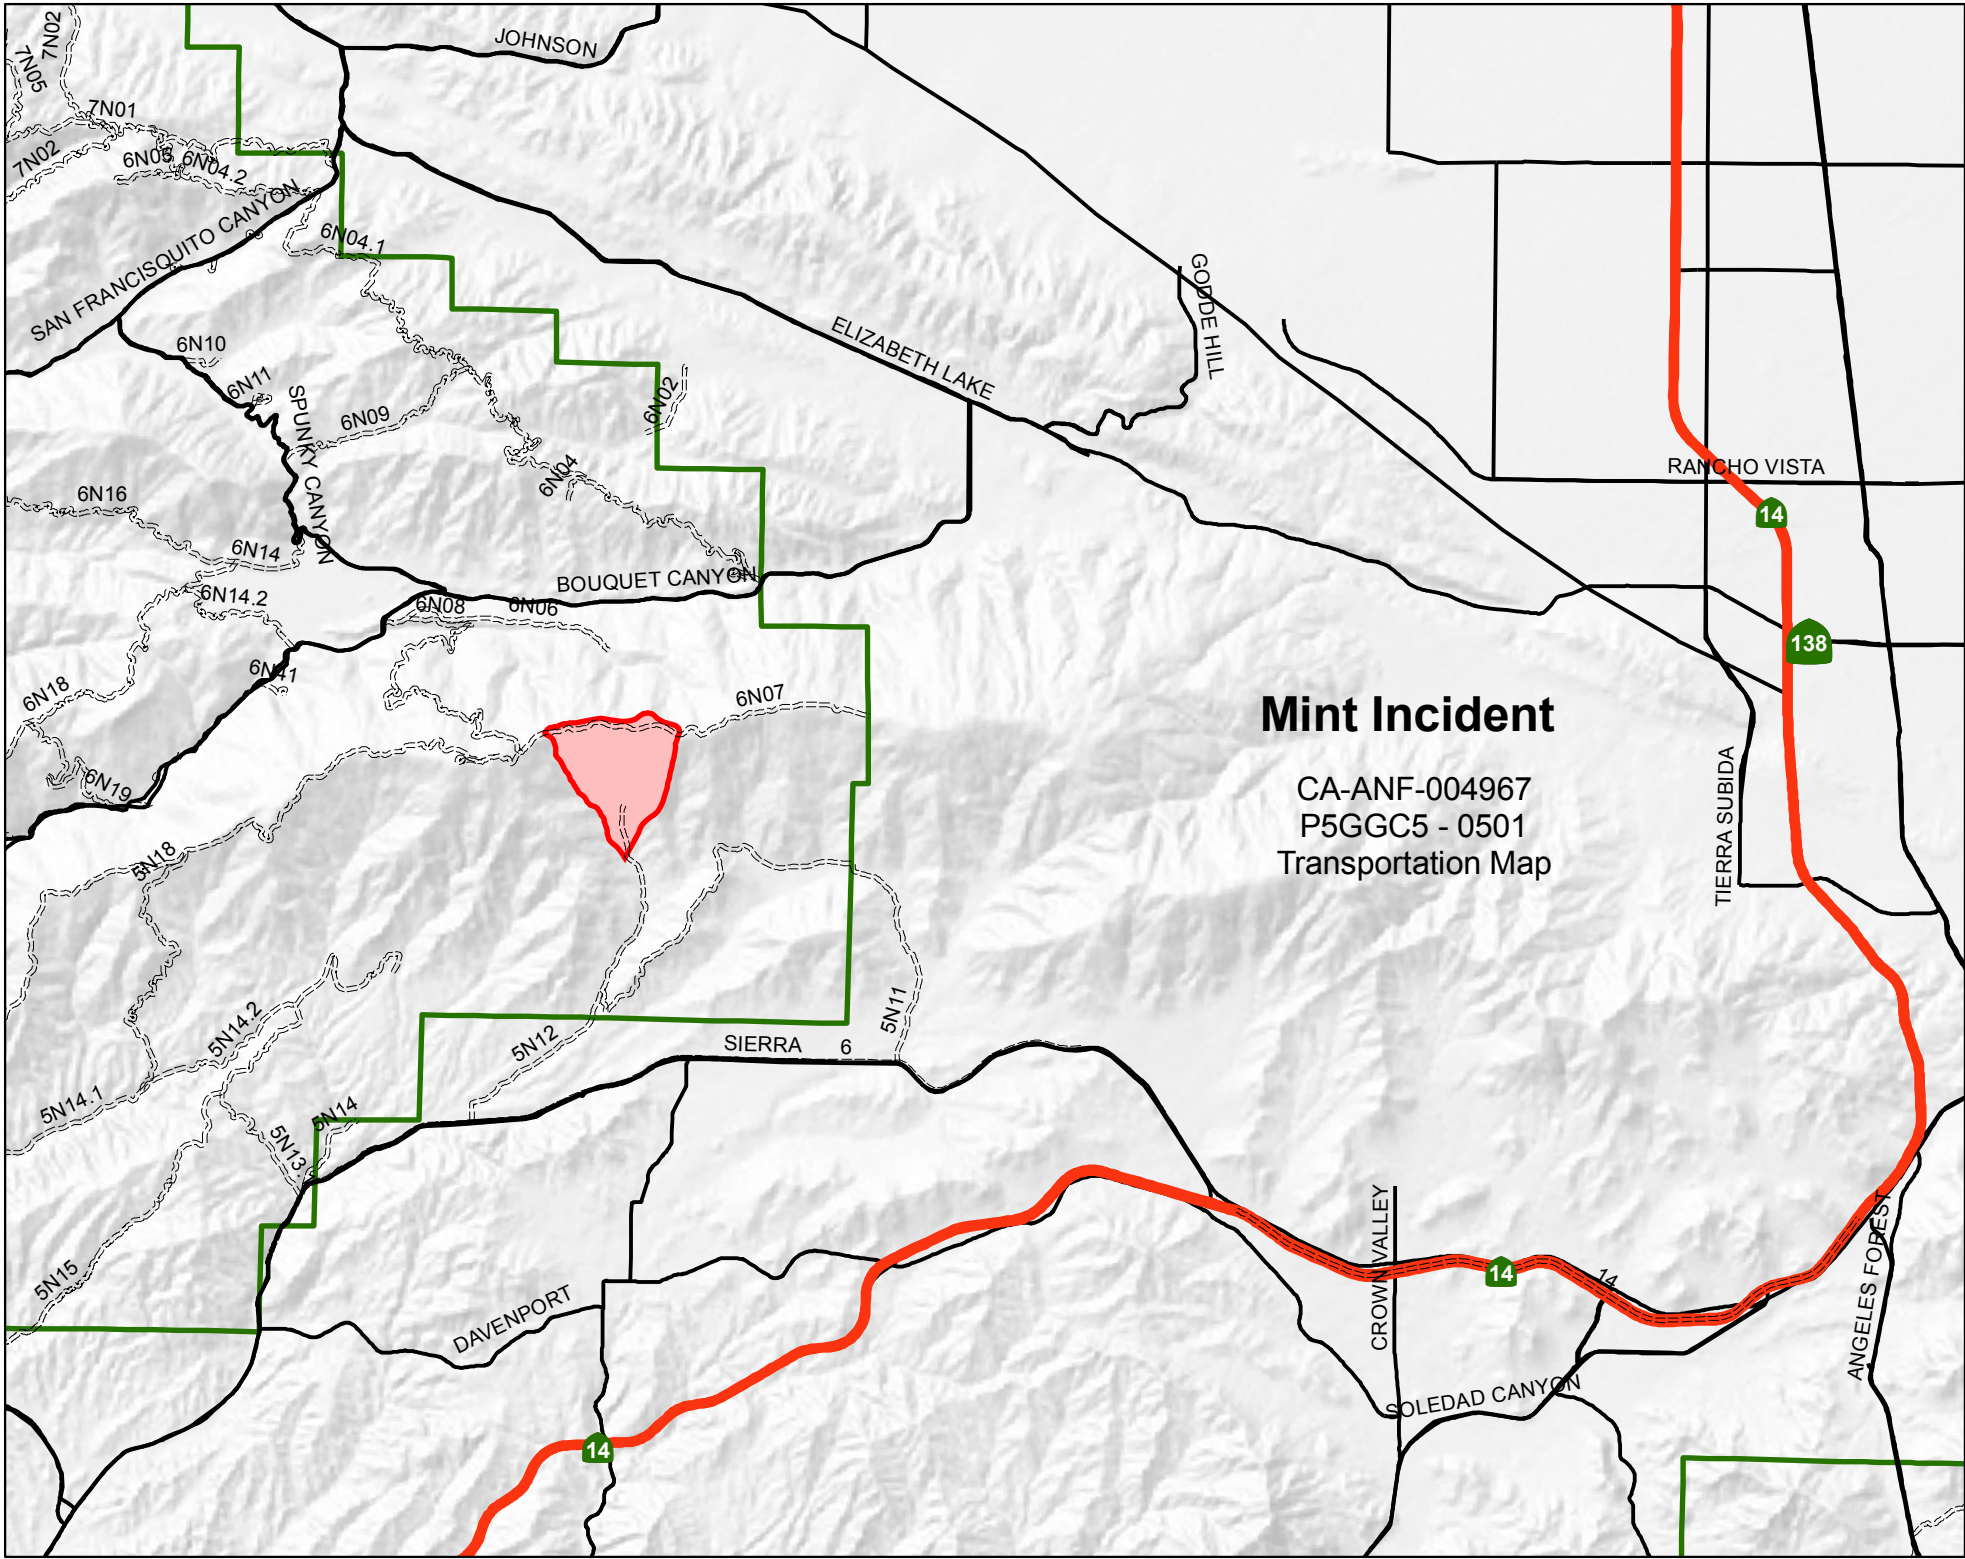 7N02
7N05
JOHNSON
7N01
7N02
6N05
6N04.2
SAN FRANCISQUITO CANYON
6N04.1
GODDE HILL
6N10
ELIZABETH LAKE
6N11
SPUNKY CANYON
6N09
6N02
RANCHO VISTA
6N04
6N16
14
6N14
BOUQUET CANYON
6N14.2
6N08
6N06
138
6N41
6N18
6N07
Mint Incident
CA-ANF-004967
P5GGC5 - 0501
Transportation Map
TIERRA SUBIDA
6N19
5N18
5N11
5N14.2
5N12
SIERRA
6
5N14.1
5N14
5N13.
CROWN VALLEY
ANGELES FOREST
5N15
14
14
DAVENPORT
SOLEDAD CANYON
14